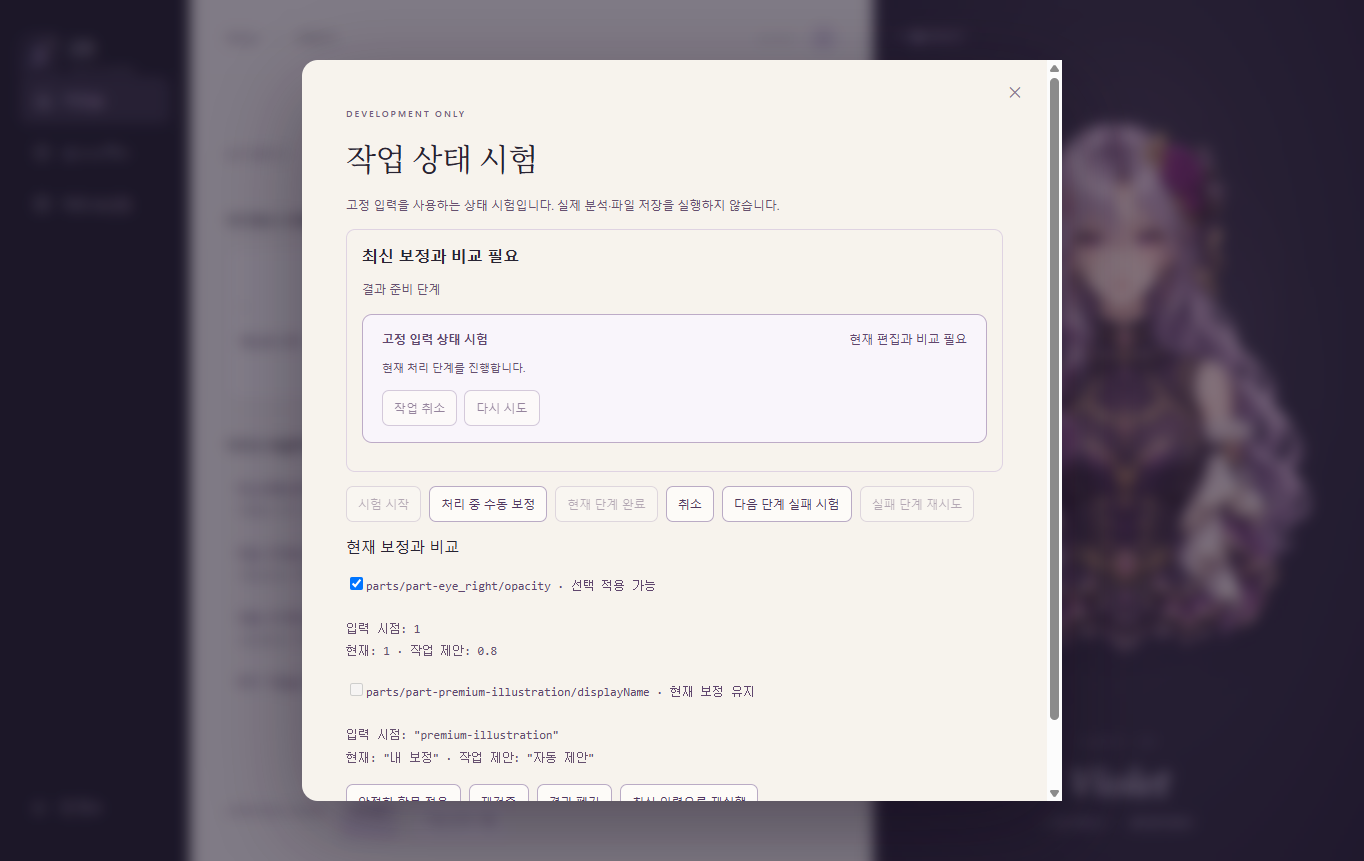 DEVELOPMENT ONLY
작업 상태 시험
고정 입력을 사용하는 상태 시험입니다. 실제 분석·파일 저장을 실행하지 않습니다.
최신 보정과 비교 필요
결과 준비 단계
고정 입력 상태 시험 현재 편집과 비교 필요
현재 처리 단계를 진행합니다.
작업 취소 다시 시도
시험 시작 처리 중 수동 보정 현재 단계 완료 취소 다음 단계 실패 시험 실패 단계 재시도
현재 보정과 비교
parts/part-eye_right/opacity · 선택 적용 가능
입력 시점: 1
현재: 1 · 작업 제안: 0.8
parts/part-premium-illustration/displayName · 현재 보정 유지
입력 시점: "premium-illustration"
현재: "내 보정" · 작업 제안: "자동 제안"
Violet